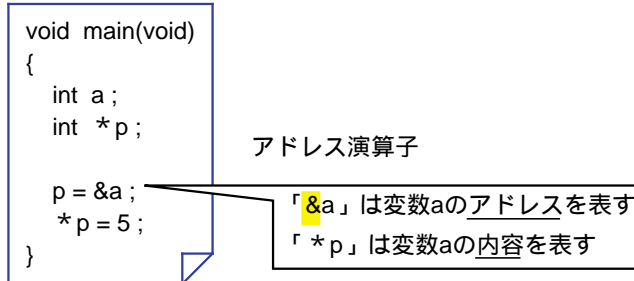 void main(void)
{
int a ;
int ＊p ;
p = &a ;
＊p = 5 ;
}
アドレス演算子
「&a」は変数aのアドレスを表す
「＊p」は変数aの内容を表す